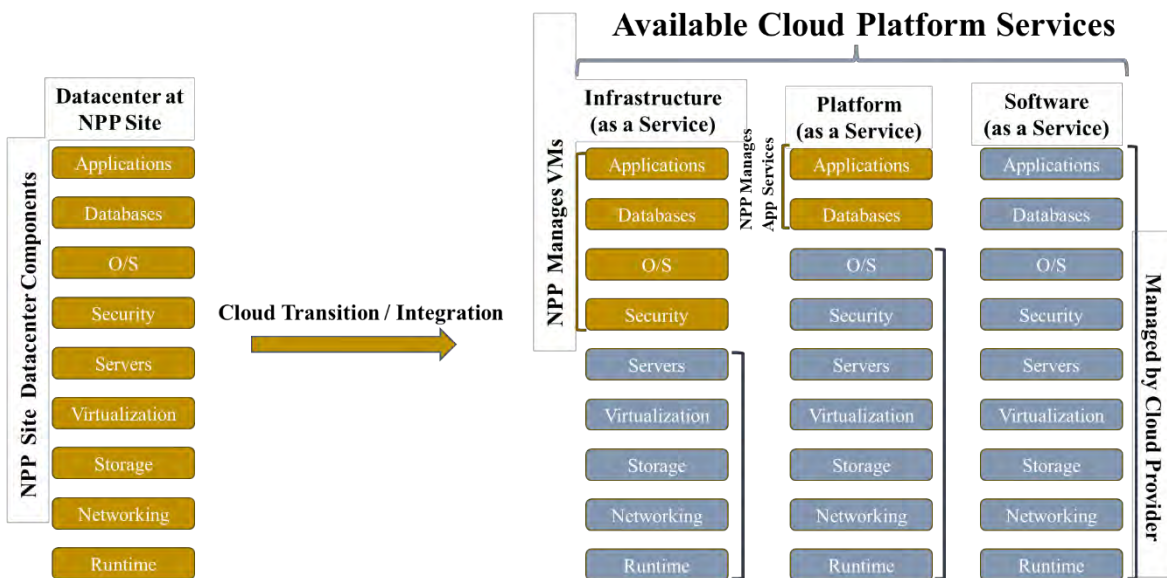 Available Cloud Platform Services
Datacenter at
NPP Site
NPP Site Datacenter Components
Applications
Databases
O/S
Security
Servers
Virtualization
Storage
Networking
Runtime
Cloud Transition / Integration
NPP Manages VMs
Infrastructure
(as a Service)
Applications
Databases
O/S
Security
Servers
Virtualization
Storage
Networking
Runtime
NPP Manages
App Services
Platform
(as a Service)
Applications
Databases
O/S
Security
Servers
Virtualization
Storage
Networking
Runtime
Software
(as a Service)
Applications
Databases
O/S
Security
Servers
Virtualization
Storage
Networking
Runtime
Managed by Cloud Provider